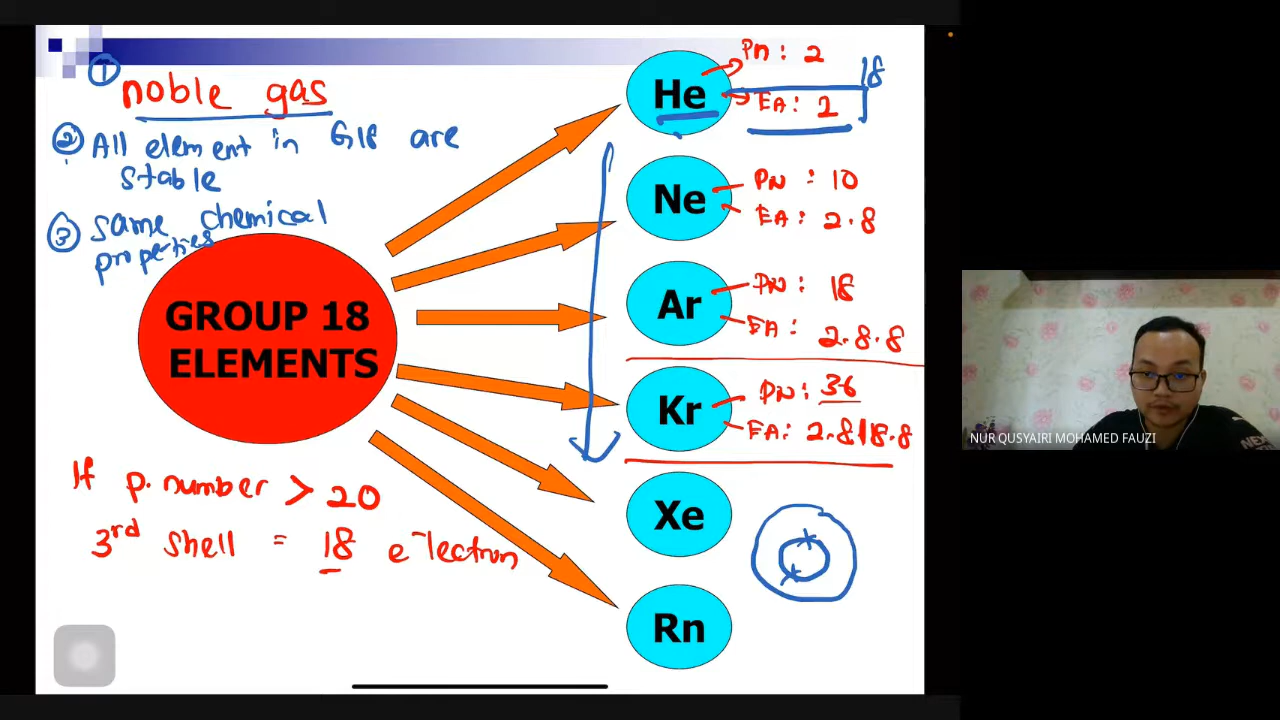 ① noble gas
② All element in G18 are
stable
③ same chemical
properties
GROUP 18
ELEMENTS
If p. number > 20
3rd shell = 18 e-lectron
He
Pn : 2
EA : 2
18
Ne
PN : 10
EA : 2.8
Ar
PN : 18
EA : 2.8.8
Kr
PN : 36
EA : 2.8.18.8
Xe
Rn
NUR QUSYAIRI MOHAMED FAUZI